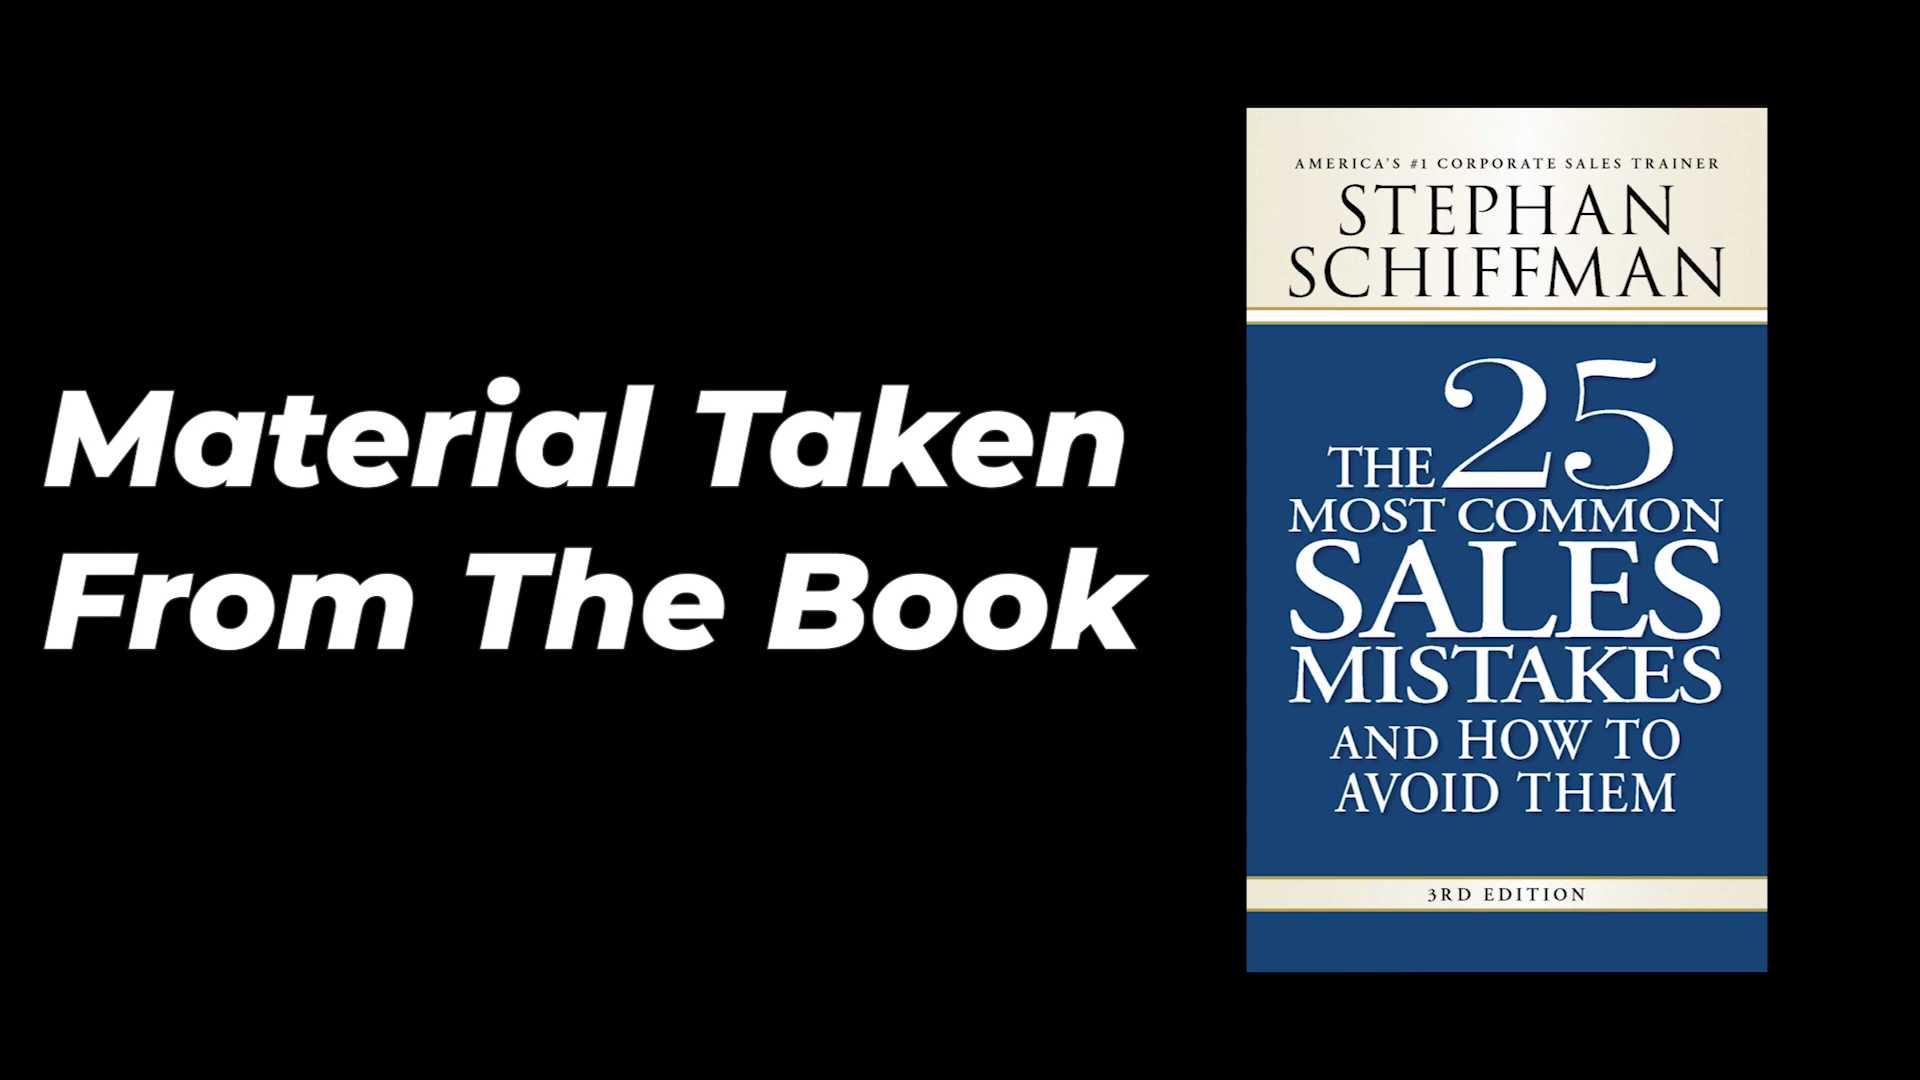 Material Taken
From The Book
AMERICA'S #1 CORPORATE SALES TRAINER
STEPHAN
SCHIFFMAN
THE 25
MOST COMMON
SALES
MISTAKES
AND HOW TO
AVOID THEM
3RD EDITION